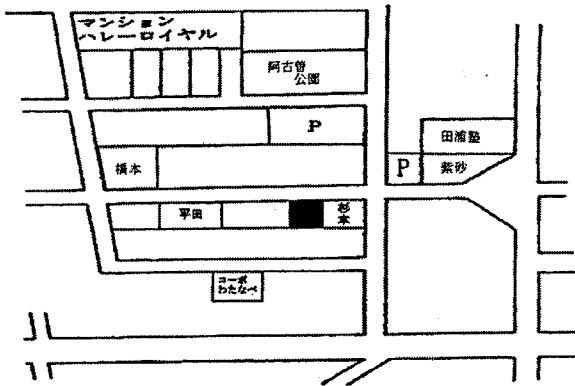 マンション
ハレーロイヤル
阿古曽
公園
P
田浦塾
橋本
P
紫砂
平田
杉本
コーポ
わたなべ